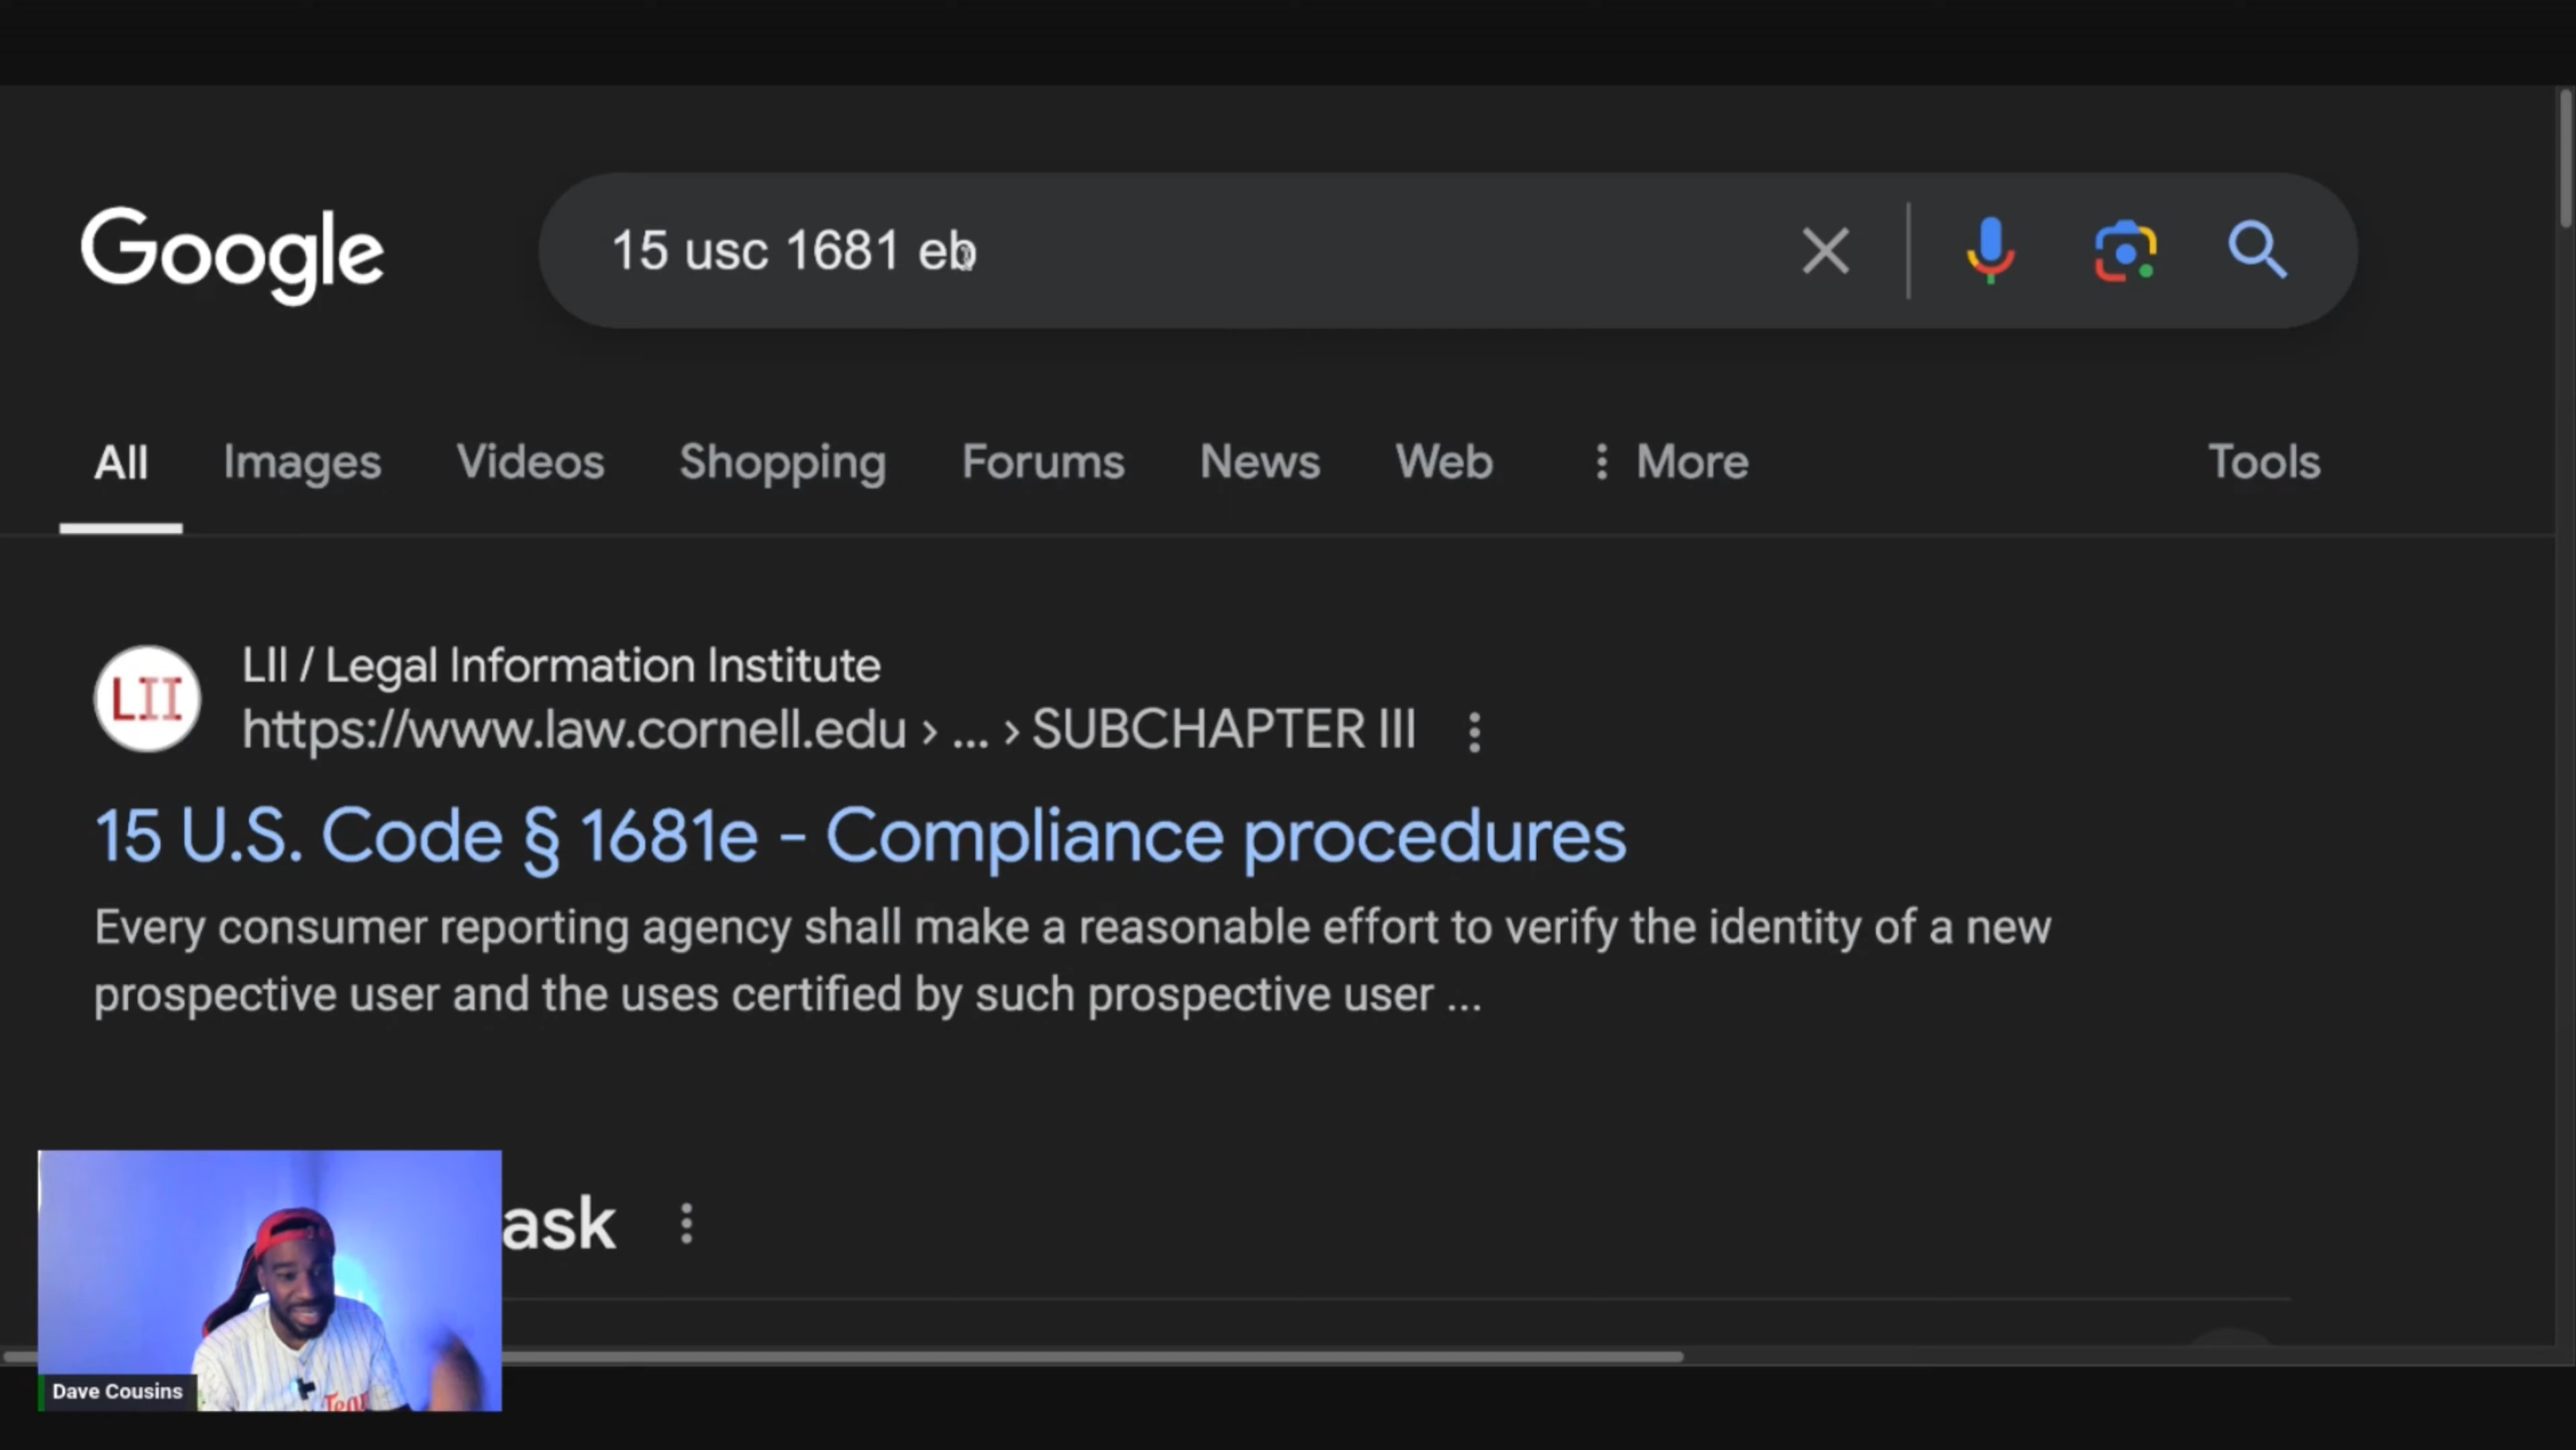 Google
15 usc 1681 eb
All Images Videos Shopping Forums News Web More Tools
LII
LII / Legal Information Institute
https://www.law.cornell.edu › ... › SUBCHAPTER III
15 U.S. Code § 1681e - Compliance procedures
Every consumer reporting agency shall make a reasonable effort to verify the identity of a new
prospective user and the uses certified by such prospective user ...
ask
Dave Cousins